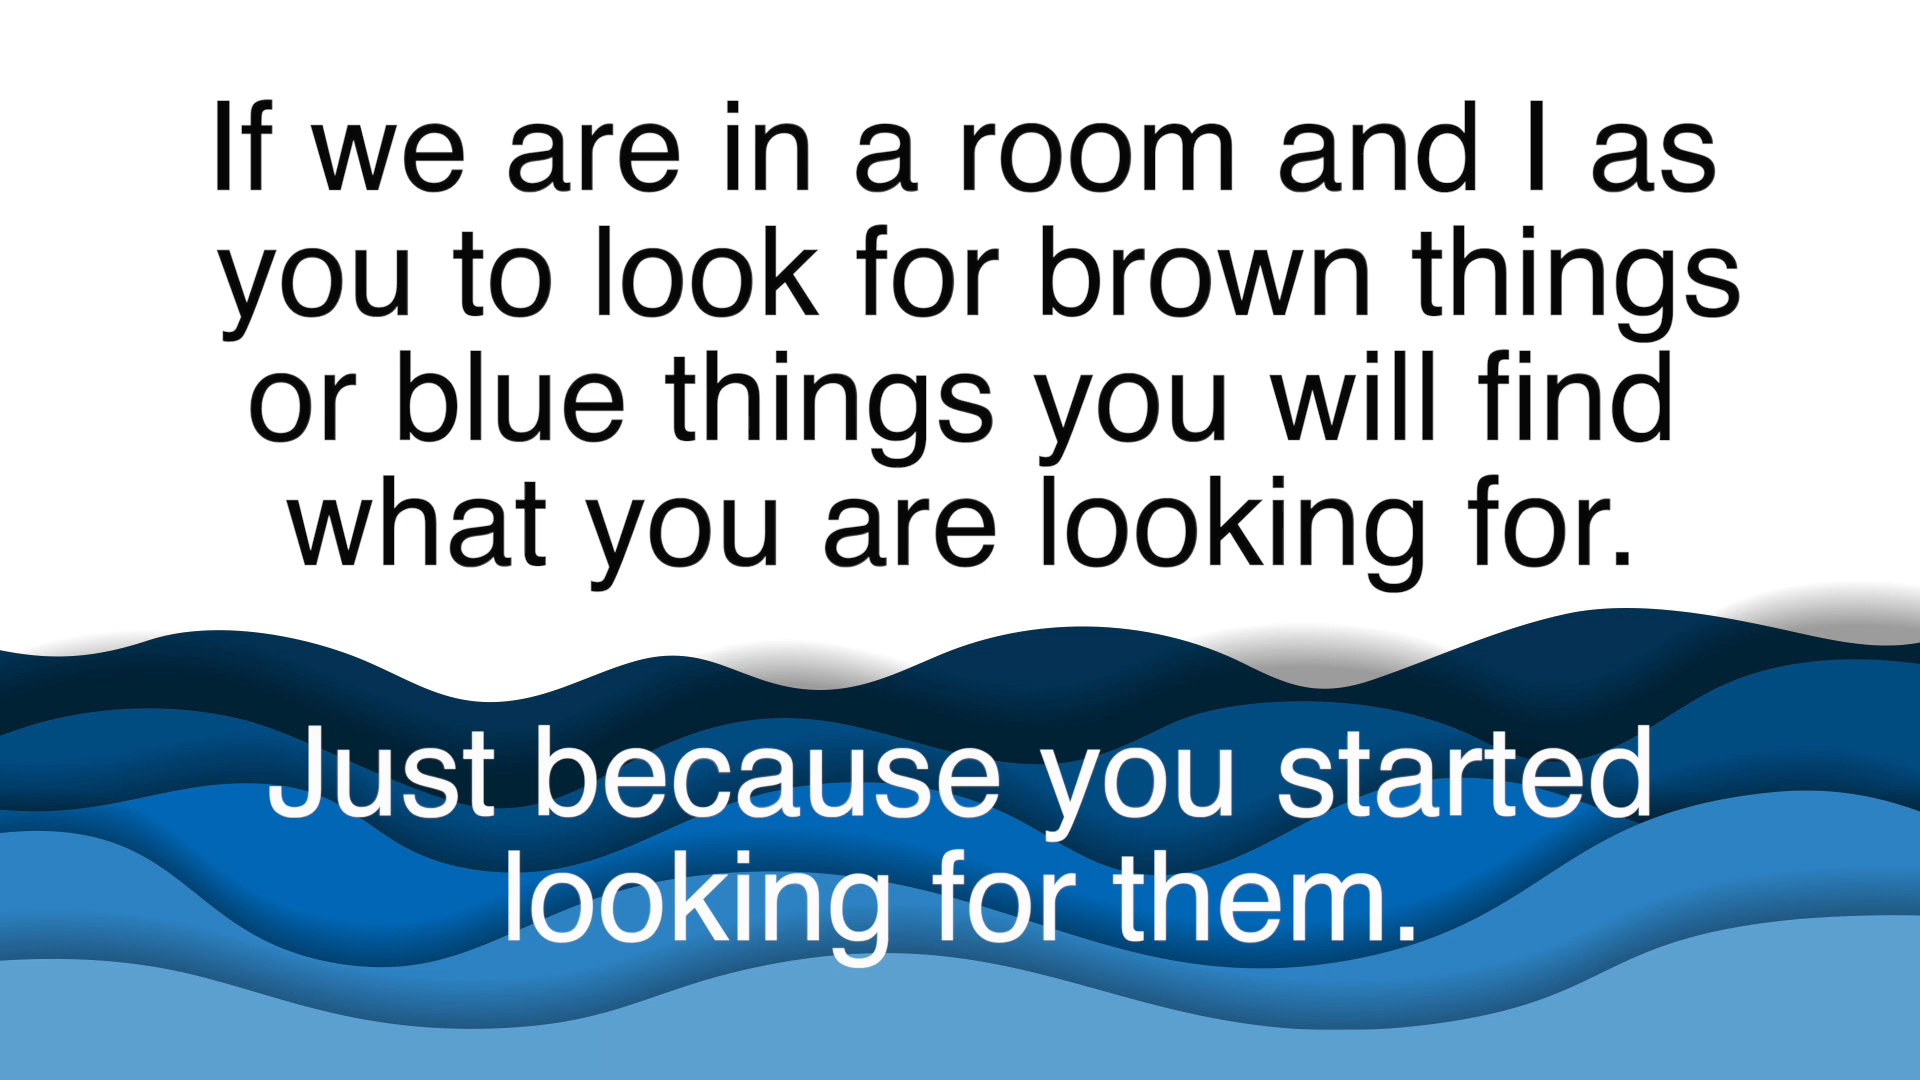 If we are in a room and I as
you to look for brown things
or blue things you will find
what you are looking for.
Just because you started
looking for them.